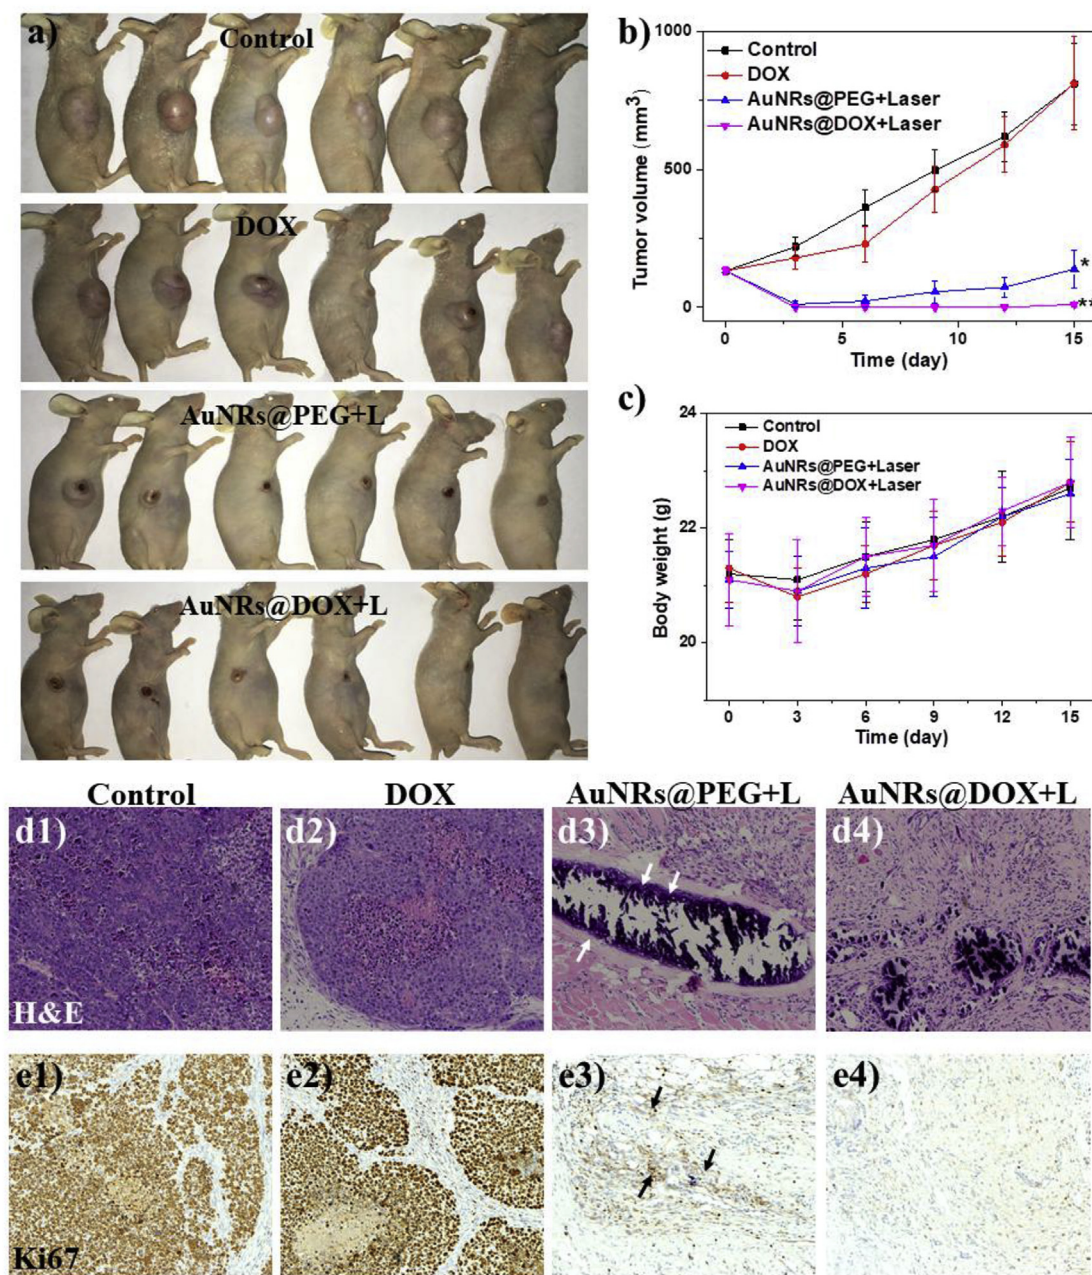 a)
Control
DOX
AuNRs@PEG+L
AuNRs@DOX+L
b)
1000
500
0
Tumor volume (mm³)
Control
DOX
AuNRs@PEG+Laser
AuNRs@DOX+Laser
*
**
0 5 10 15
Time (day)
c)
24
22
20
Body weight (g)
Control
DOX
AuNRs@PEG+Laser
AuNRs@DOX+Laser
0 3 6 9 12 15
Time (day)
Control DOX AuNRs@PEG+L AuNRs@DOX+L
d1) d2) d3) d4)
H&E
e1) e2) e3) e4)
Ki67